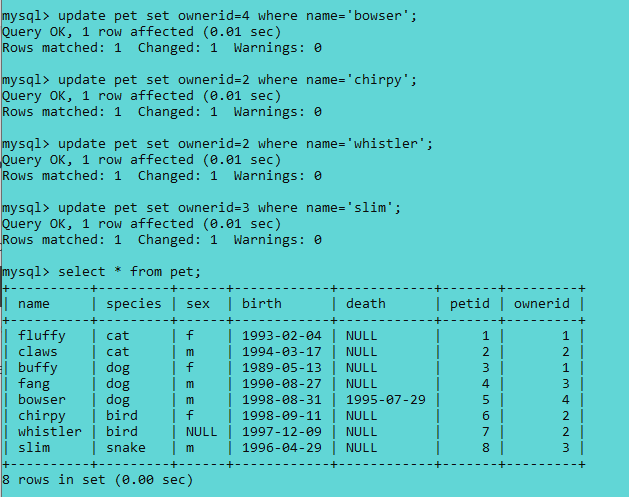 mysql> update pet set ownerid=4 where name='bowser';
Query OK, 1 row affected (0.01 sec)
Rows matched: 1  Changed: 1  Warnings: 0
mysql> update pet set ownerid=2 where name='chirpy';
Query OK, 1 row affected (0.01 sec)
Rows matched: 1  Changed: 1  Warnings: 0
mysql> update pet set ownerid=2 where name='whistler';
Query OK, 1 row affected (0.01 sec)
Rows matched: 1  Changed: 1  Warnings: 0
mysql> update pet set ownerid=3 where name='slim';
Query OK, 1 row affected (0.01 sec)
Rows matched: 1  Changed: 1  Warnings: 0
mysql> select * from pet;
+----------+---------+------+------------+------------+-------+---------+
| name     | species | sex  | birth      | death      | petid | ownerid |
+----------+---------+------+------------+------------+-------+---------+
| fluffy   | cat     | f    | 1993-02-04 | NULL       |     1 |       1 |
| claws    | cat     | m    | 1994-03-17 | NULL       |     2 |       2 |
| buffy    | dog     | f    | 1989-05-13 | NULL       |     3 |       1 |
| fang     | dog     | m    | 1990-08-27 | NULL       |     4 |       3 |
| bowser   | dog     | m    | 1998-08-31 | 1995-07-29 |     5 |       4 |
| chirpy   | bird    | f    | 1998-09-11 | NULL       |     6 |       2 |
| whistler | bird    | NULL | 1997-12-09 | NULL       |     7 |       2 |
| slim     | snake   | m    | 1996-04-29 | NULL       |     8 |       3 |
+----------+---------+------+------------+------------+-------+---------+
8 rows in set (0.00 sec)